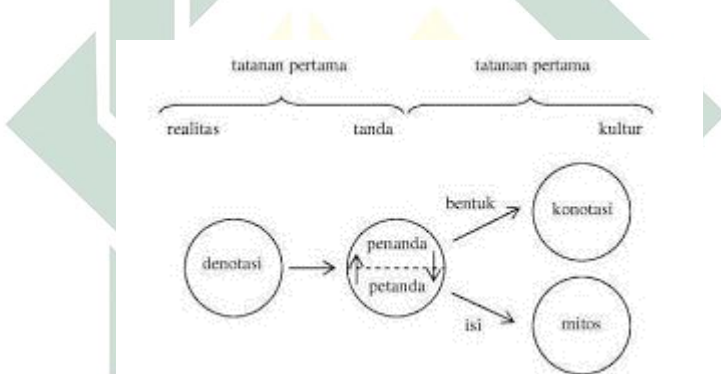 tatanan pertama tatanan pertama
realitas tanda kultur
bentuk
konotasi
denotasi
penanda
petanda
isi
mitos